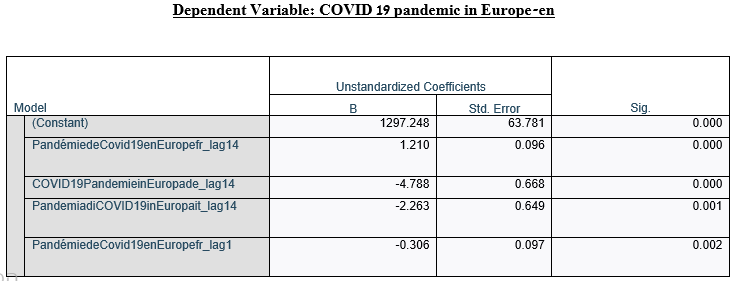 Dependent Variable: COVID 19 pandemic in Europe-en
Unstandardized Coefficients
Model B Std. Error Sig.
(Constant) 1297.248 63.781 0.000
PandémiedeCovid19enEuropefr_lag14 1.210 0.096 0.000
COVID19PandemieinEuropade_lag14 -4.788 0.668 0.000
PandemiadiCOVID19inEuropait_lag14 -2.263 0.649 0.001
PandémiedeCovid19enEuropefr_lag1 -0.306 0.097 0.002